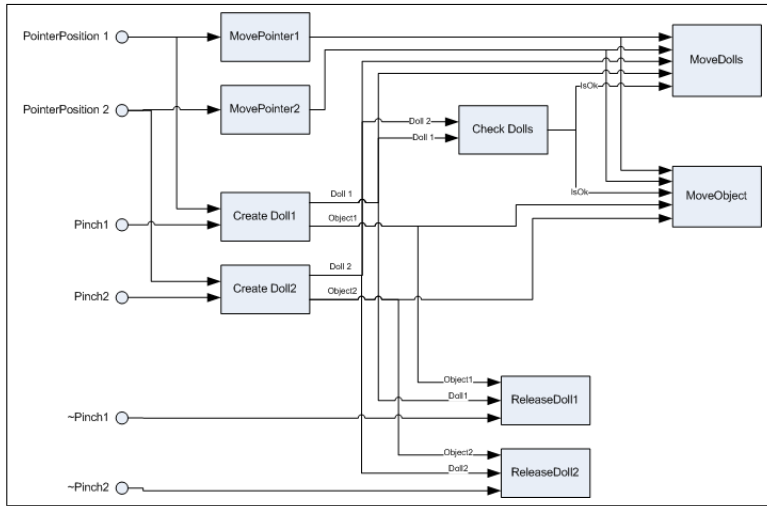 PointerPosition 1
MovePointer1
MoveDolls
IsOk
PointerPosition 2
MovePointer2
Doll 2
Doll 1
Check Dolls
IsOk
MoveObject
Doll 1
Pinch1
Create Doll1
Object1
Doll 2
Pinch2
Create Doll2
Object2
Object1
Doll1
ReleaseDoll1
~Pinch1
Object2
Doll2
ReleaseDoll2
~Pinch2